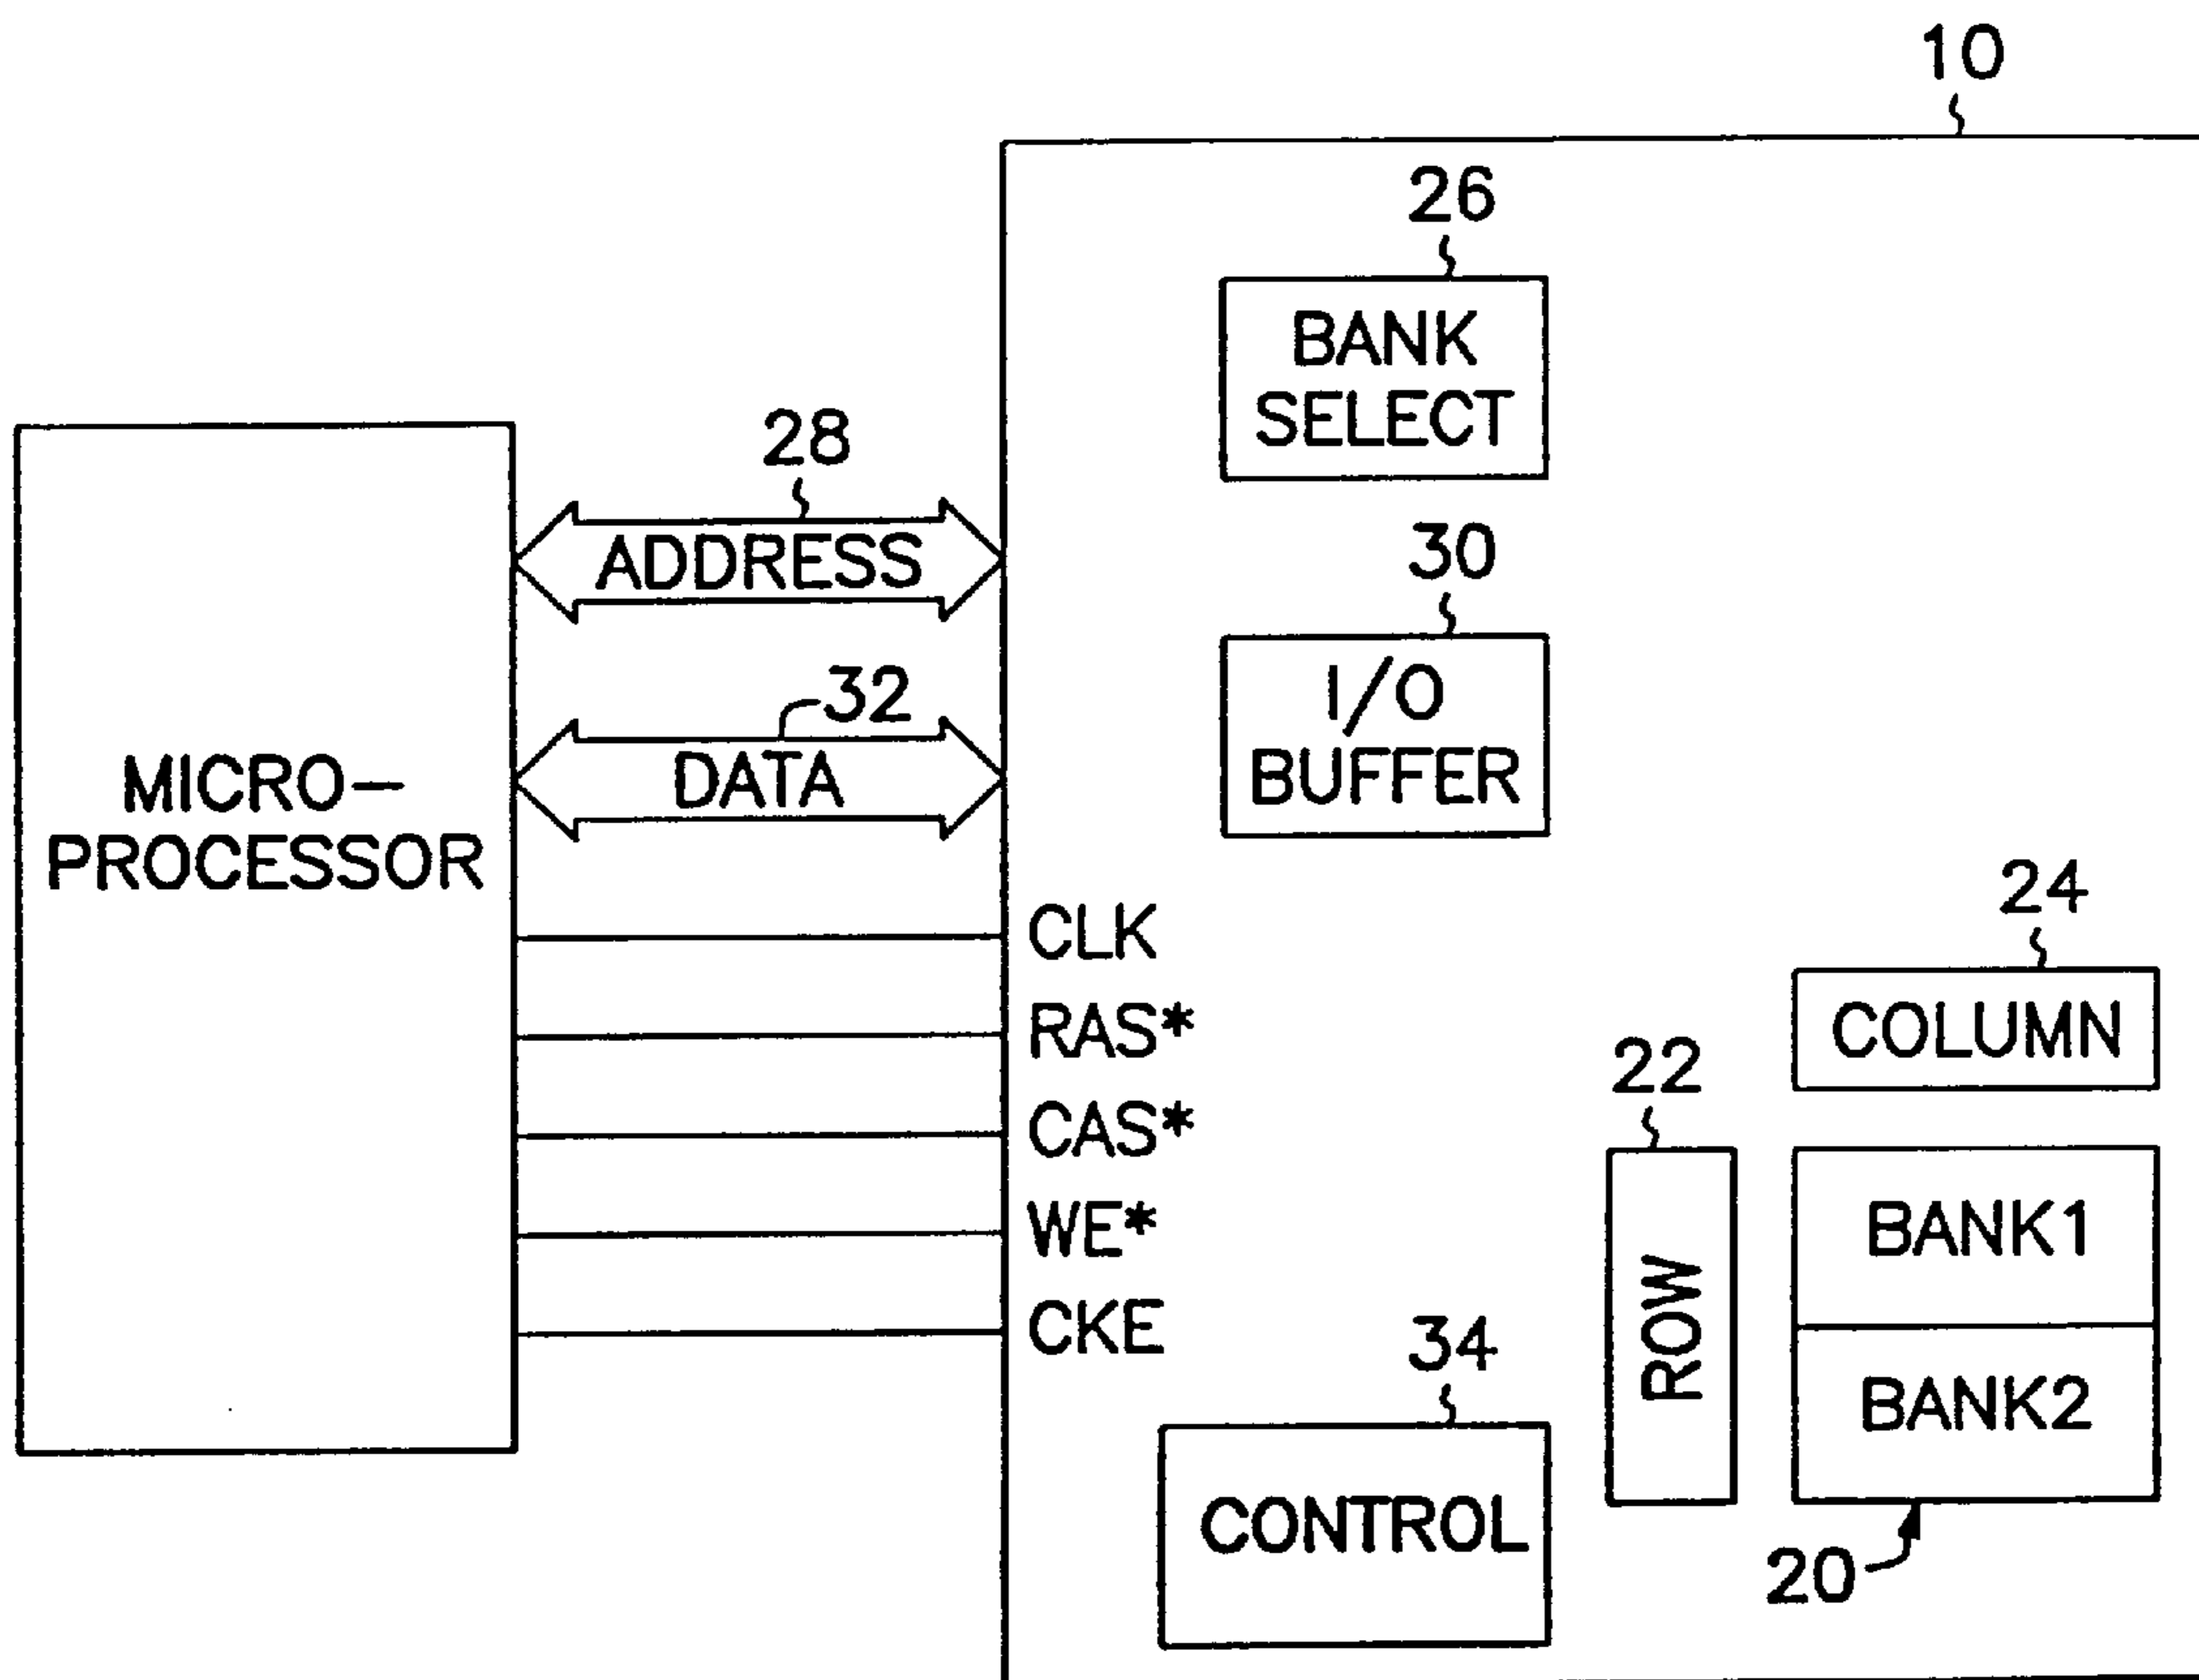 10
26
BANK
SELECT
28
ADDRESS
30
I/O
BUFFER
32
DATA
MICRO-
PROCESSOR
CLK
RAS*
CAS*
WE*
CKE
24
COLUMN
22
ROW
BANK1
BANK2
34
CONTROL
20